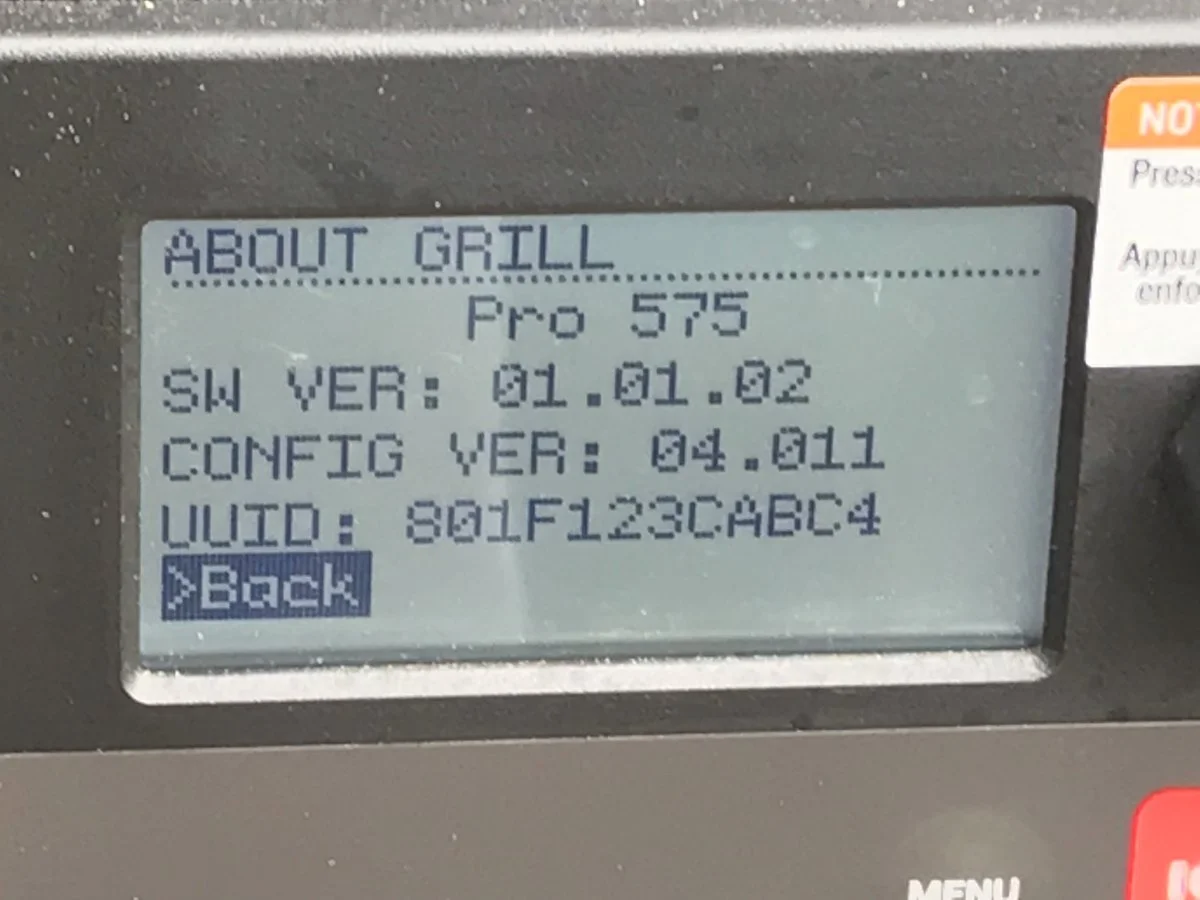 ABOUT GRILL
Pro 575
SW VER: 01.01.02
CONFIG VER: 04.011
UUID: 801F123CABC4
>Back
MENU